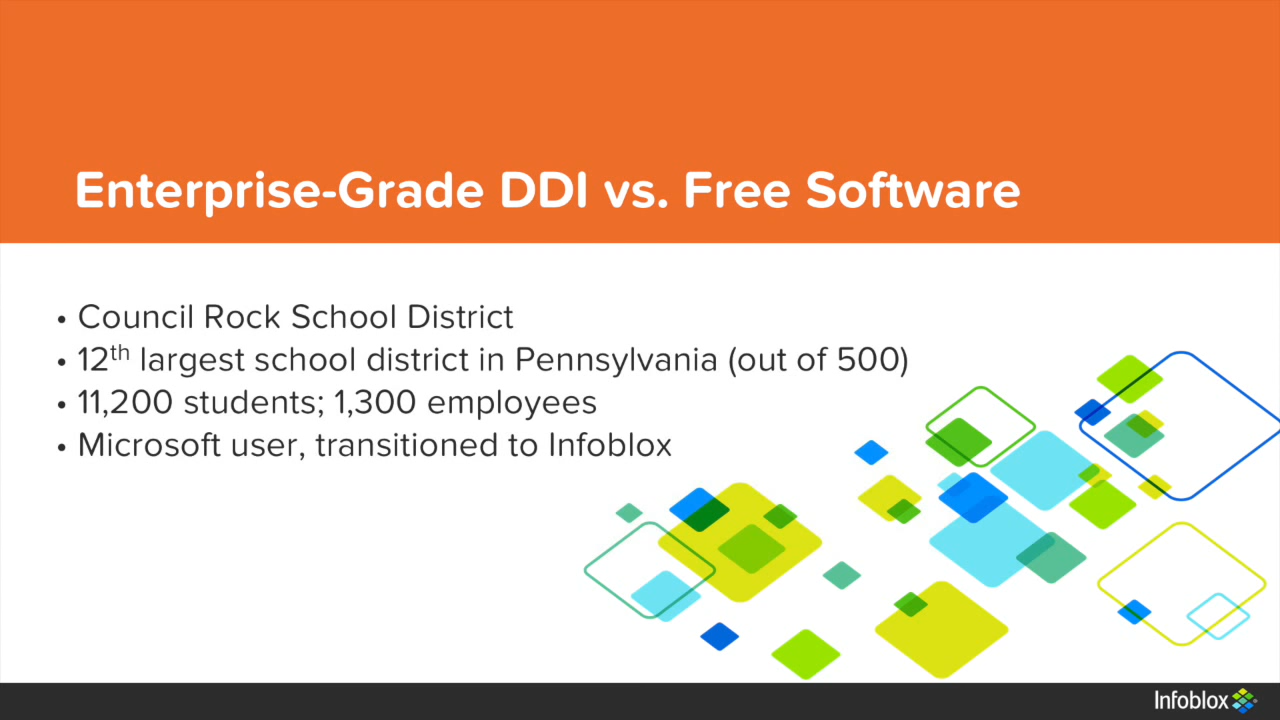 Enterprise-Grade DDI vs. Free Software
• Council Rock School District
• 12th largest school district in Pennsylvania (out of 500)
• 11,200 students; 1,300 employees
• Microsoft user, transitioned to Infoblox
Infoblox